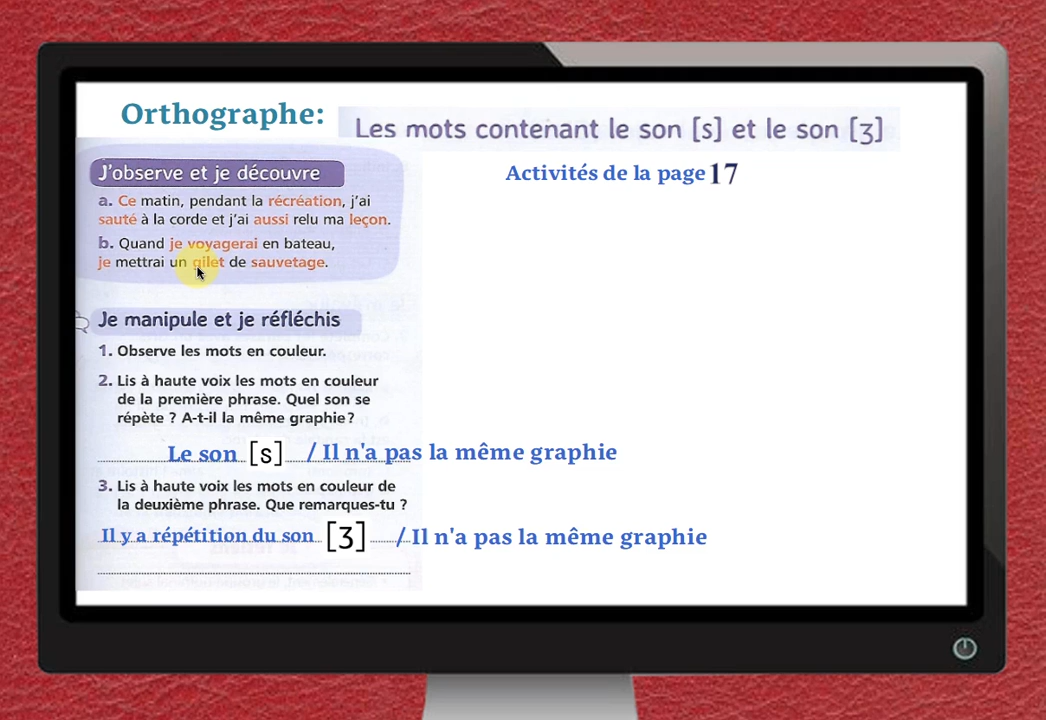 Orthographe:
Les mots contenant le son [s] et le son [ʒ]
Activités de la page 17
J'observe et je découvre
a. Ce matin, pendant la récréation, j'ai
sauté à la corde et j'ai aussi relu ma leçon.
b. Quand je voyagerai en bateau,
je mettrai un gilet de sauvetage.
Je manipule et je réfléchis
1. Observe les mots en couleur.
2. Lis à haute voix les mots en couleur
de la première phrase. Quel son se
répète ? A-t-il la même graphie ?
Le son [s] / Il n'a pas la même graphie
3. Lis à haute voix les mots en couleur de
la deuxième phrase. Que remarques-tu ?
Il y a répétition du son [ʒ] / Il n'a pas la même graphie